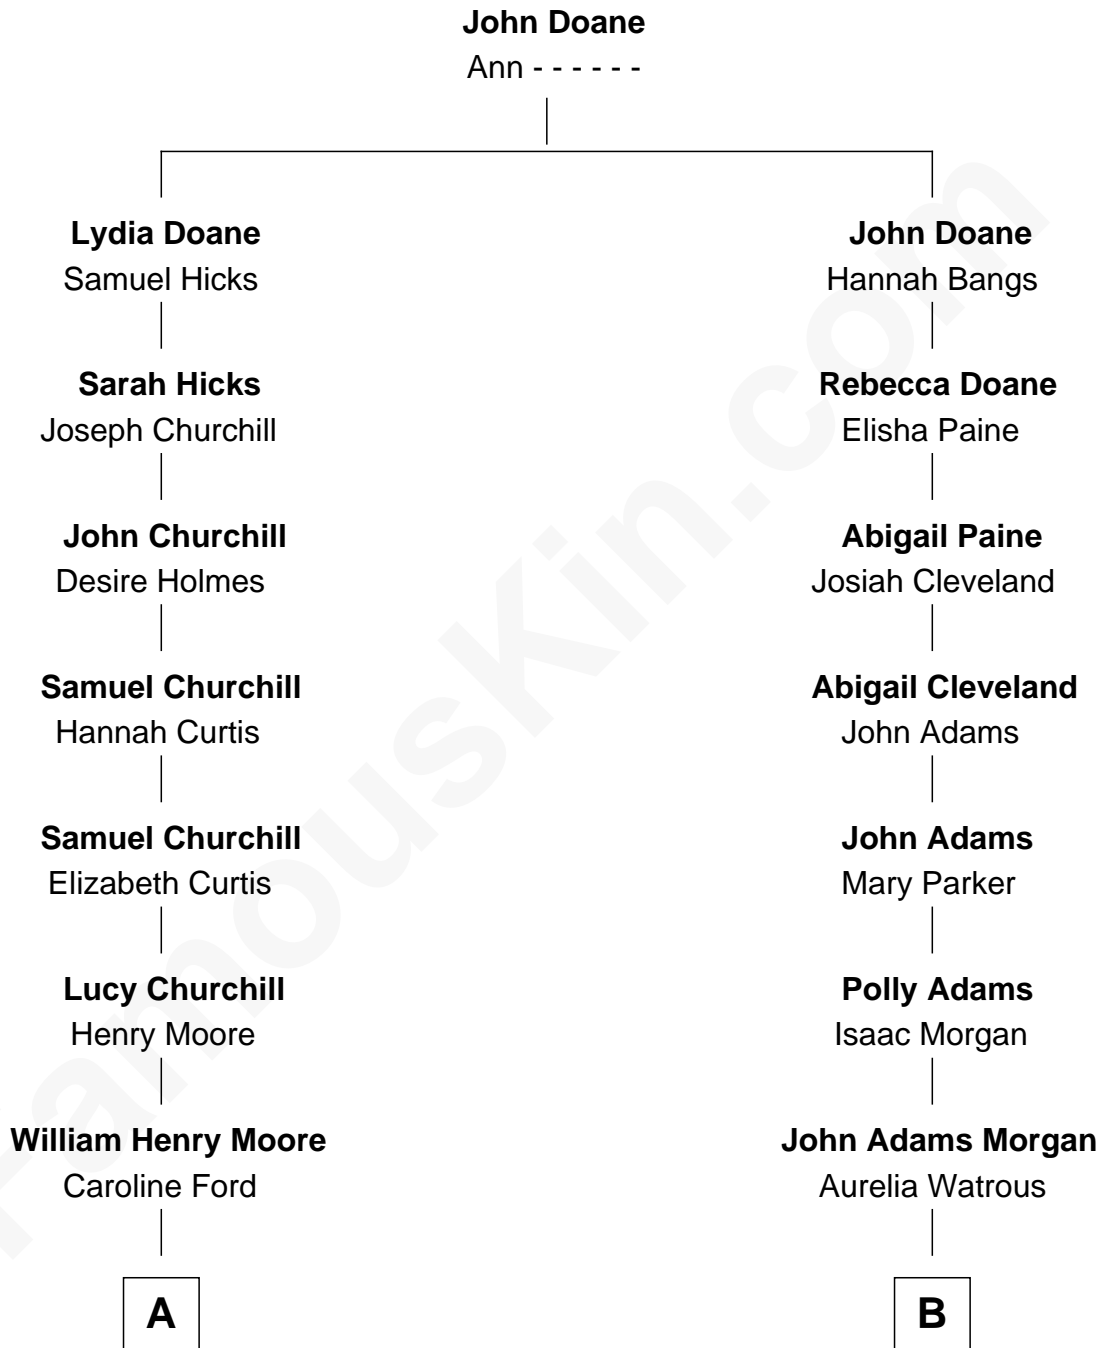 John Doane
Ann - - - - - -
Lydia Doane
Samuel Hicks
John Doane
Hannah Bangs
Sarah Hicks
Joseph Churchill
Rebecca Doane
Elisha Paine
John Churchill
Desire Holmes
Abigail Paine
Josiah Cleveland
Samuel Churchill
Hannah Curtis
Abigail Cleveland
John Adams
Samuel Churchill
Elizabeth Curtis
John Adams
Mary Parker
Lucy Churchill
Henry Moore
Polly Adams
Isaac Morgan
William Henry Moore
Caroline Ford
John Adams Morgan
Aurelia Watrous
A
B
FamousKin.com